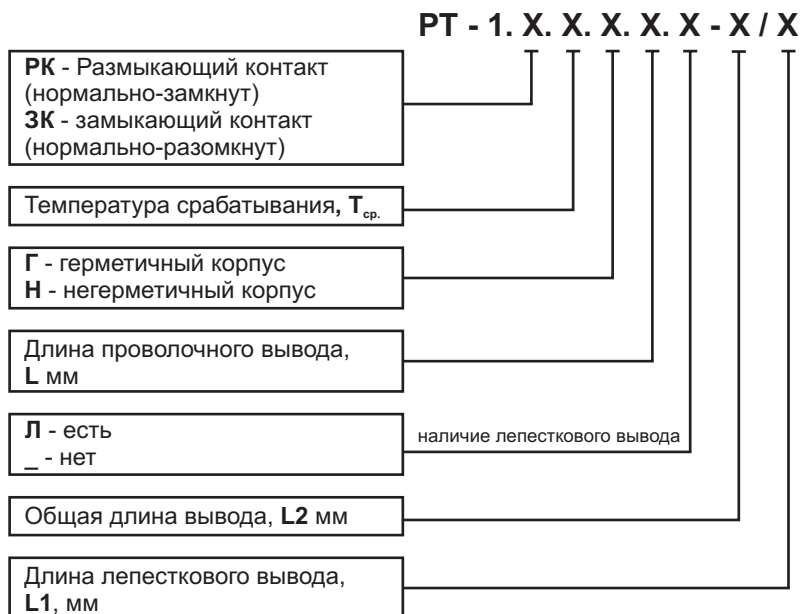 РТ - 1. Х. Х. Х. Х. Х - Х / Х
РК - Размыкающий контакт
(нормально-замкнут)
ЗК - замыкающий контакт
(нормально-разомкнут)
Температура срабатывания, Тср.
Г - герметичный корпус
Н - негерметичный корпус
Длина проволочного вывода,
L мм
Л - есть
_ - нет
наличие лепесткового вывода
Общая длина вывода, L2 мм
Длина лепесткового вывода,
L1, мм